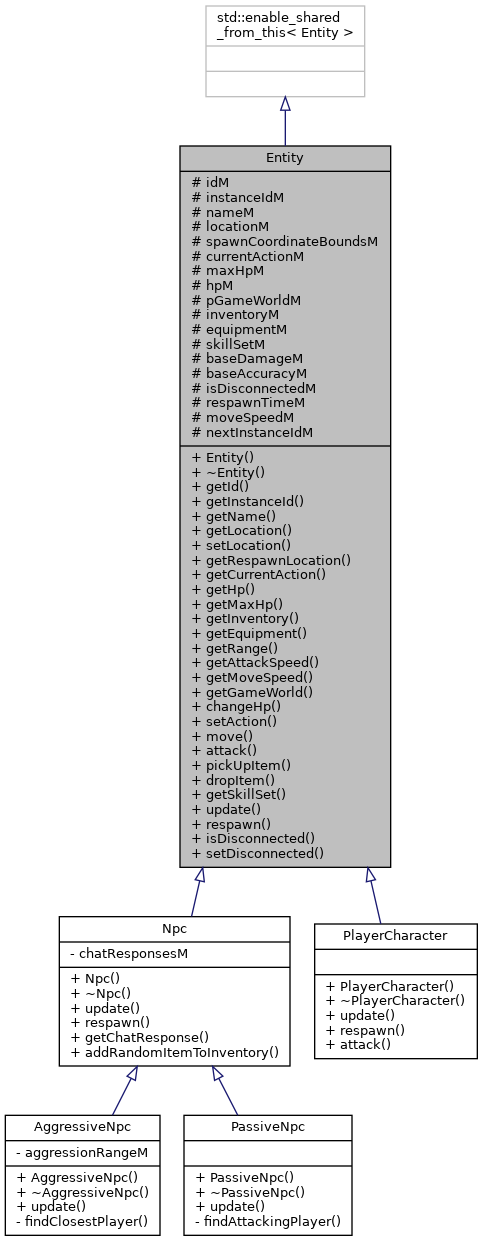 std::enable_shared
_from_this< Entity >
Entity
# idM
# instanceIdM
# nameM
# locationM
# spawnCoordinateBoundsM
# currentActionM
# maxHpM
# hpM
# pGameWorldM
# inventoryM
# equipmentM
# skillSetM
# baseDamageM
# baseAccuracyM
# isDisconnectedM
# respawnTimeM
# moveSpeedM
# nextInstanceIdM
+ Entity()
+ ~Entity()
+ getId()
+ getInstanceId()
+ getName()
+ getLocation()
+ setLocation()
+ getRespawnLocation()
+ getCurrentAction()
+ getHp()
+ getMaxHp()
+ getInventory()
+ getEquipment()
+ getRange()
+ getAttackSpeed()
+ getMoveSpeed()
+ getGameWorld()
+ changeHp()
+ setAction()
+ move()
+ attack()
+ pickUpItem()
+ dropItem()
+ getSkillSet()
+ update()
+ respawn()
+ isDisconnected()
+ setDisconnected()
Npc
- chatResponsesM
+ Npc()
+ ~Npc()
+ update()
+ respawn()
+ getChatResponse()
+ addRandomItemToInventory()
PlayerCharacter
+ PlayerCharacter()
+ ~PlayerCharacter()
+ update()
+ respawn()
+ attack()
AggressiveNpc
- aggressionRangeM
+ AggressiveNpc()
+ ~AggressiveNpc()
+ update()
- findClosestPlayer()
PassiveNpc
+ PassiveNpc()
+ ~PassiveNpc()
+ update()
- findAttackingPlayer()